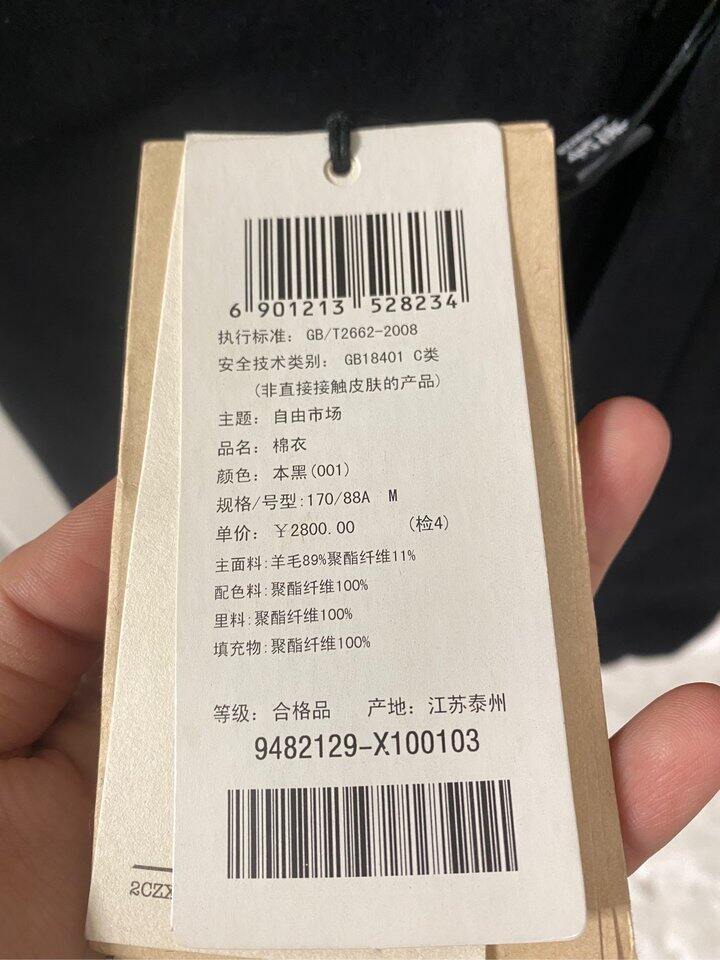 6 901213 528234
执行标准: GB/T2662-2008
安全技术类别: GB18401 C类
(非直接接触皮肤的产品)
主题: 自由市场
品名: 棉衣
颜色: 本黑(001)
规格/号型:170/88A M
单价: ¥2800.00 (检4)
主面料:羊毛89%聚酯纤维11%
配色料:聚酯纤维100%
里料:聚酯纤维100%
填充物:聚酯纤维100%
等级: 合格品 产地: 江苏泰州
9482129-X100103
2CZX